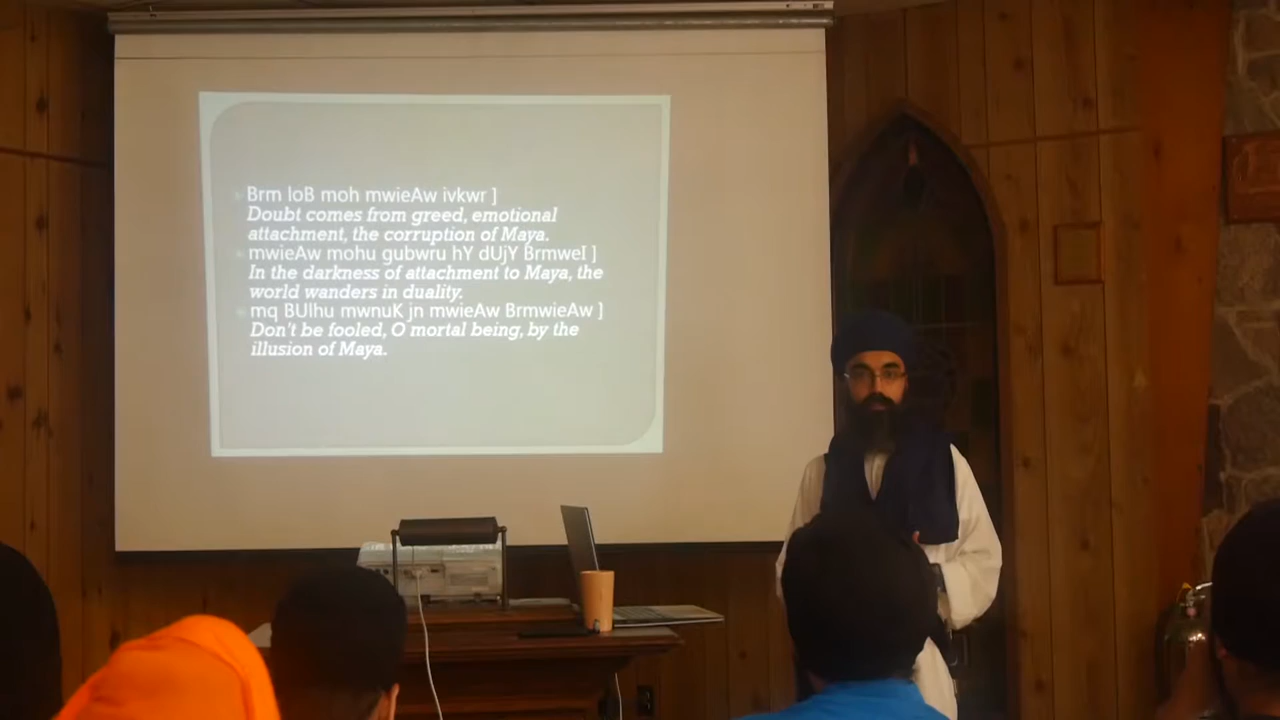 Brm loB moh mwieAw ivkwr ]
Doubt comes from greed, emotional
attachment, the corruption of Maya.
mwieAw mohu gubwru hY dUjY BrmweI ]
In the darkness of attachment to Maya, the
world wanders in duality.
mq BUlhu mwnuK jn mwieAw BrmwieAw ]
Don't be fooled, O mortal being, by the
illusion of Maya.